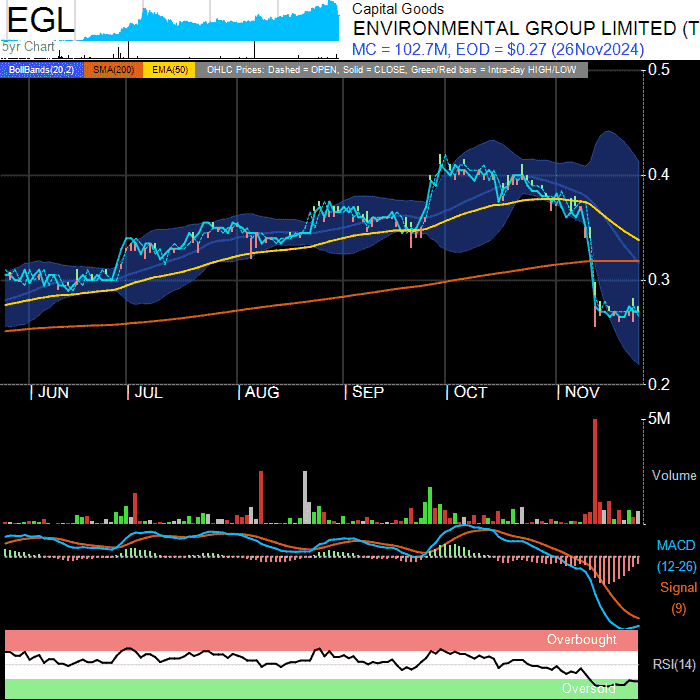 EGL
5yr Chart
Capital Goods
ENVIRONMENTAL GROUP LIMITED (T
MC = 102.7M, EOD = $0.27 (26Nov2024)
BollBands(20,2) SMA(200) EMA(50) OHLC Prices: Dashed = OPEN, Solid = CLOSE, Green/Red bars = Intra-day HIGH/LOW
0.5
0.4
0.3
0.2
JUN JUL AUG SEP OCT NOV
5M
Volume
MACD
(12-26)
Signal
(9)
Overbought
RSI(14)
Oversold